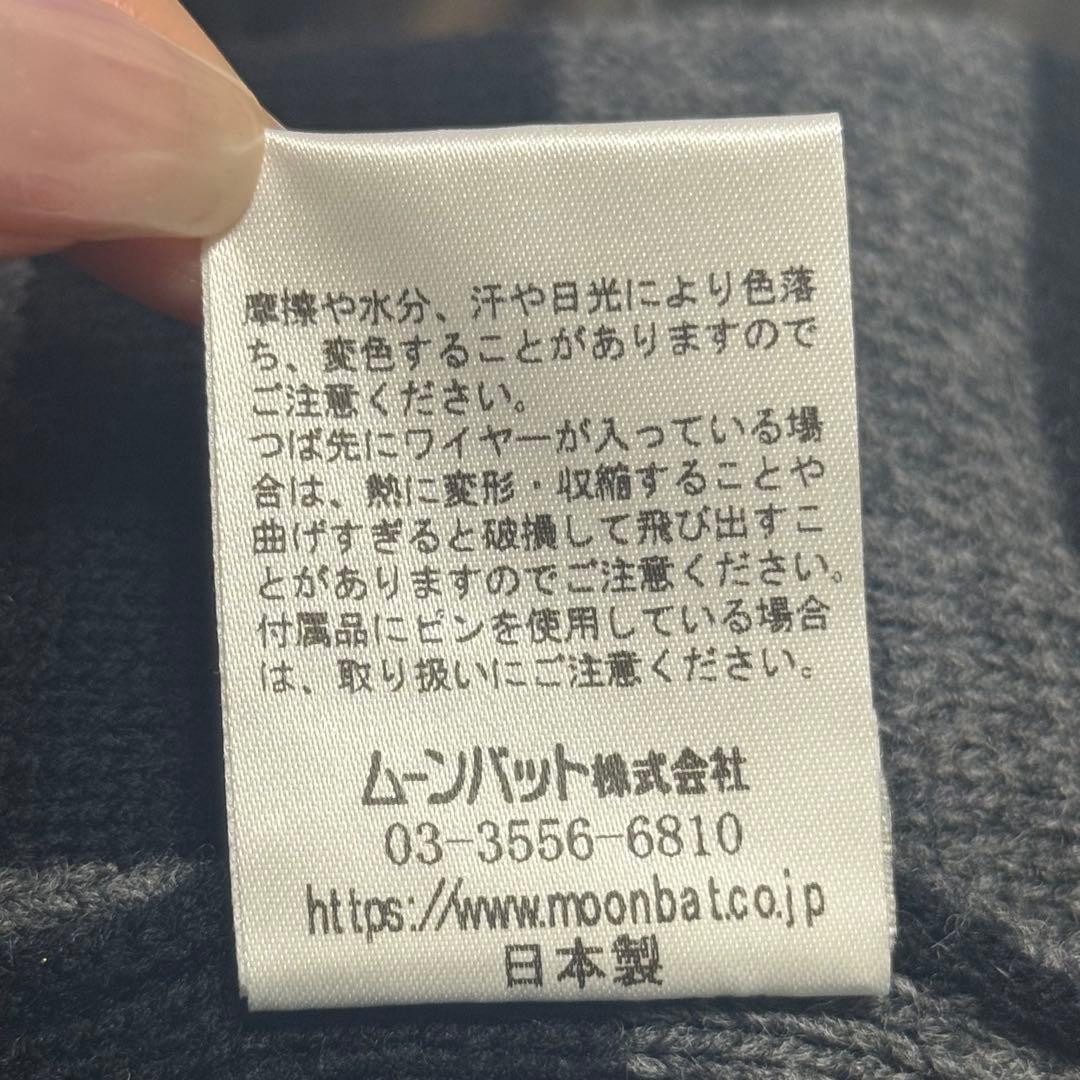 摩擦や水分、汗や日光により色落
ち、変色することがありますので
ご注意ください。
つば先にワイヤーが入っている場
合は、熱に変形・収縮することや
曲げすぎると破損して飛び出すこ
とがありますのでご注意ください。
付属品にピンを使用している場合
は、取り扱いにご注意ください。
ムーンバット株式会社
03-3556-6810
https://www.moonbat.co.jp
日本製